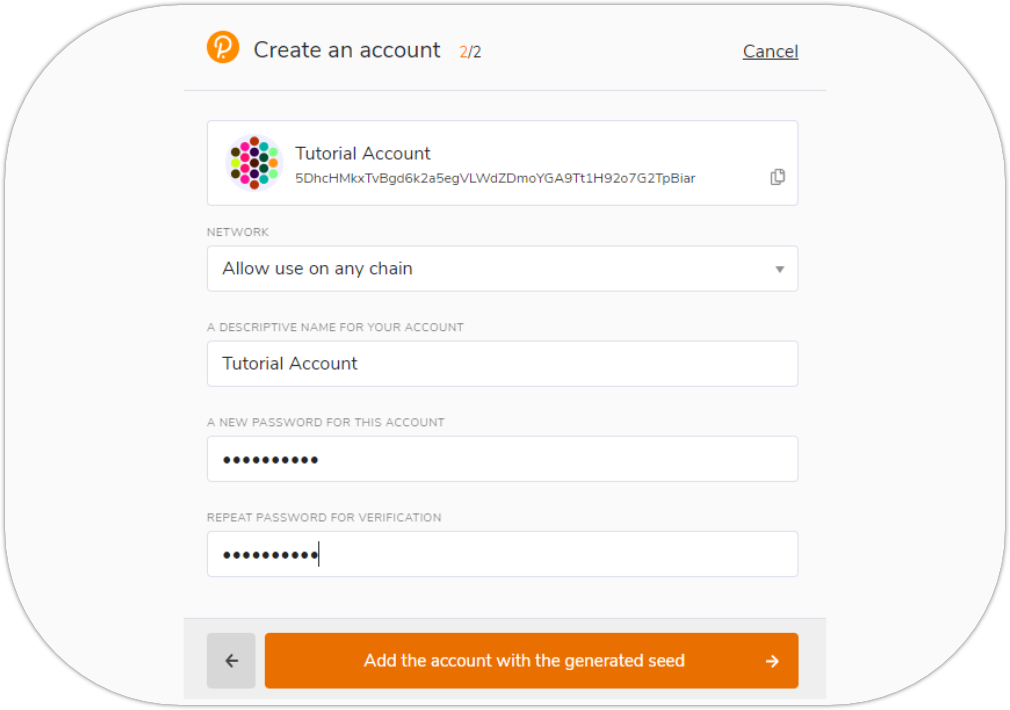 Create an account 2/2 Cancel
Tutorial Account
5DhcHMkxTvBgd6k2a5egVLWdZDmoYGA9Tt1H92o7G2TpBiar
NETWORK
Allow use on any chain
A DESCRIPTIVE NAME FOR YOUR ACCOUNT
Tutorial Account
A NEW PASSWORD FOR THIS ACCOUNT
••••••••••
REPEAT PASSWORD FOR VERIFICATION
••••••••••
Add the account with the generated seed